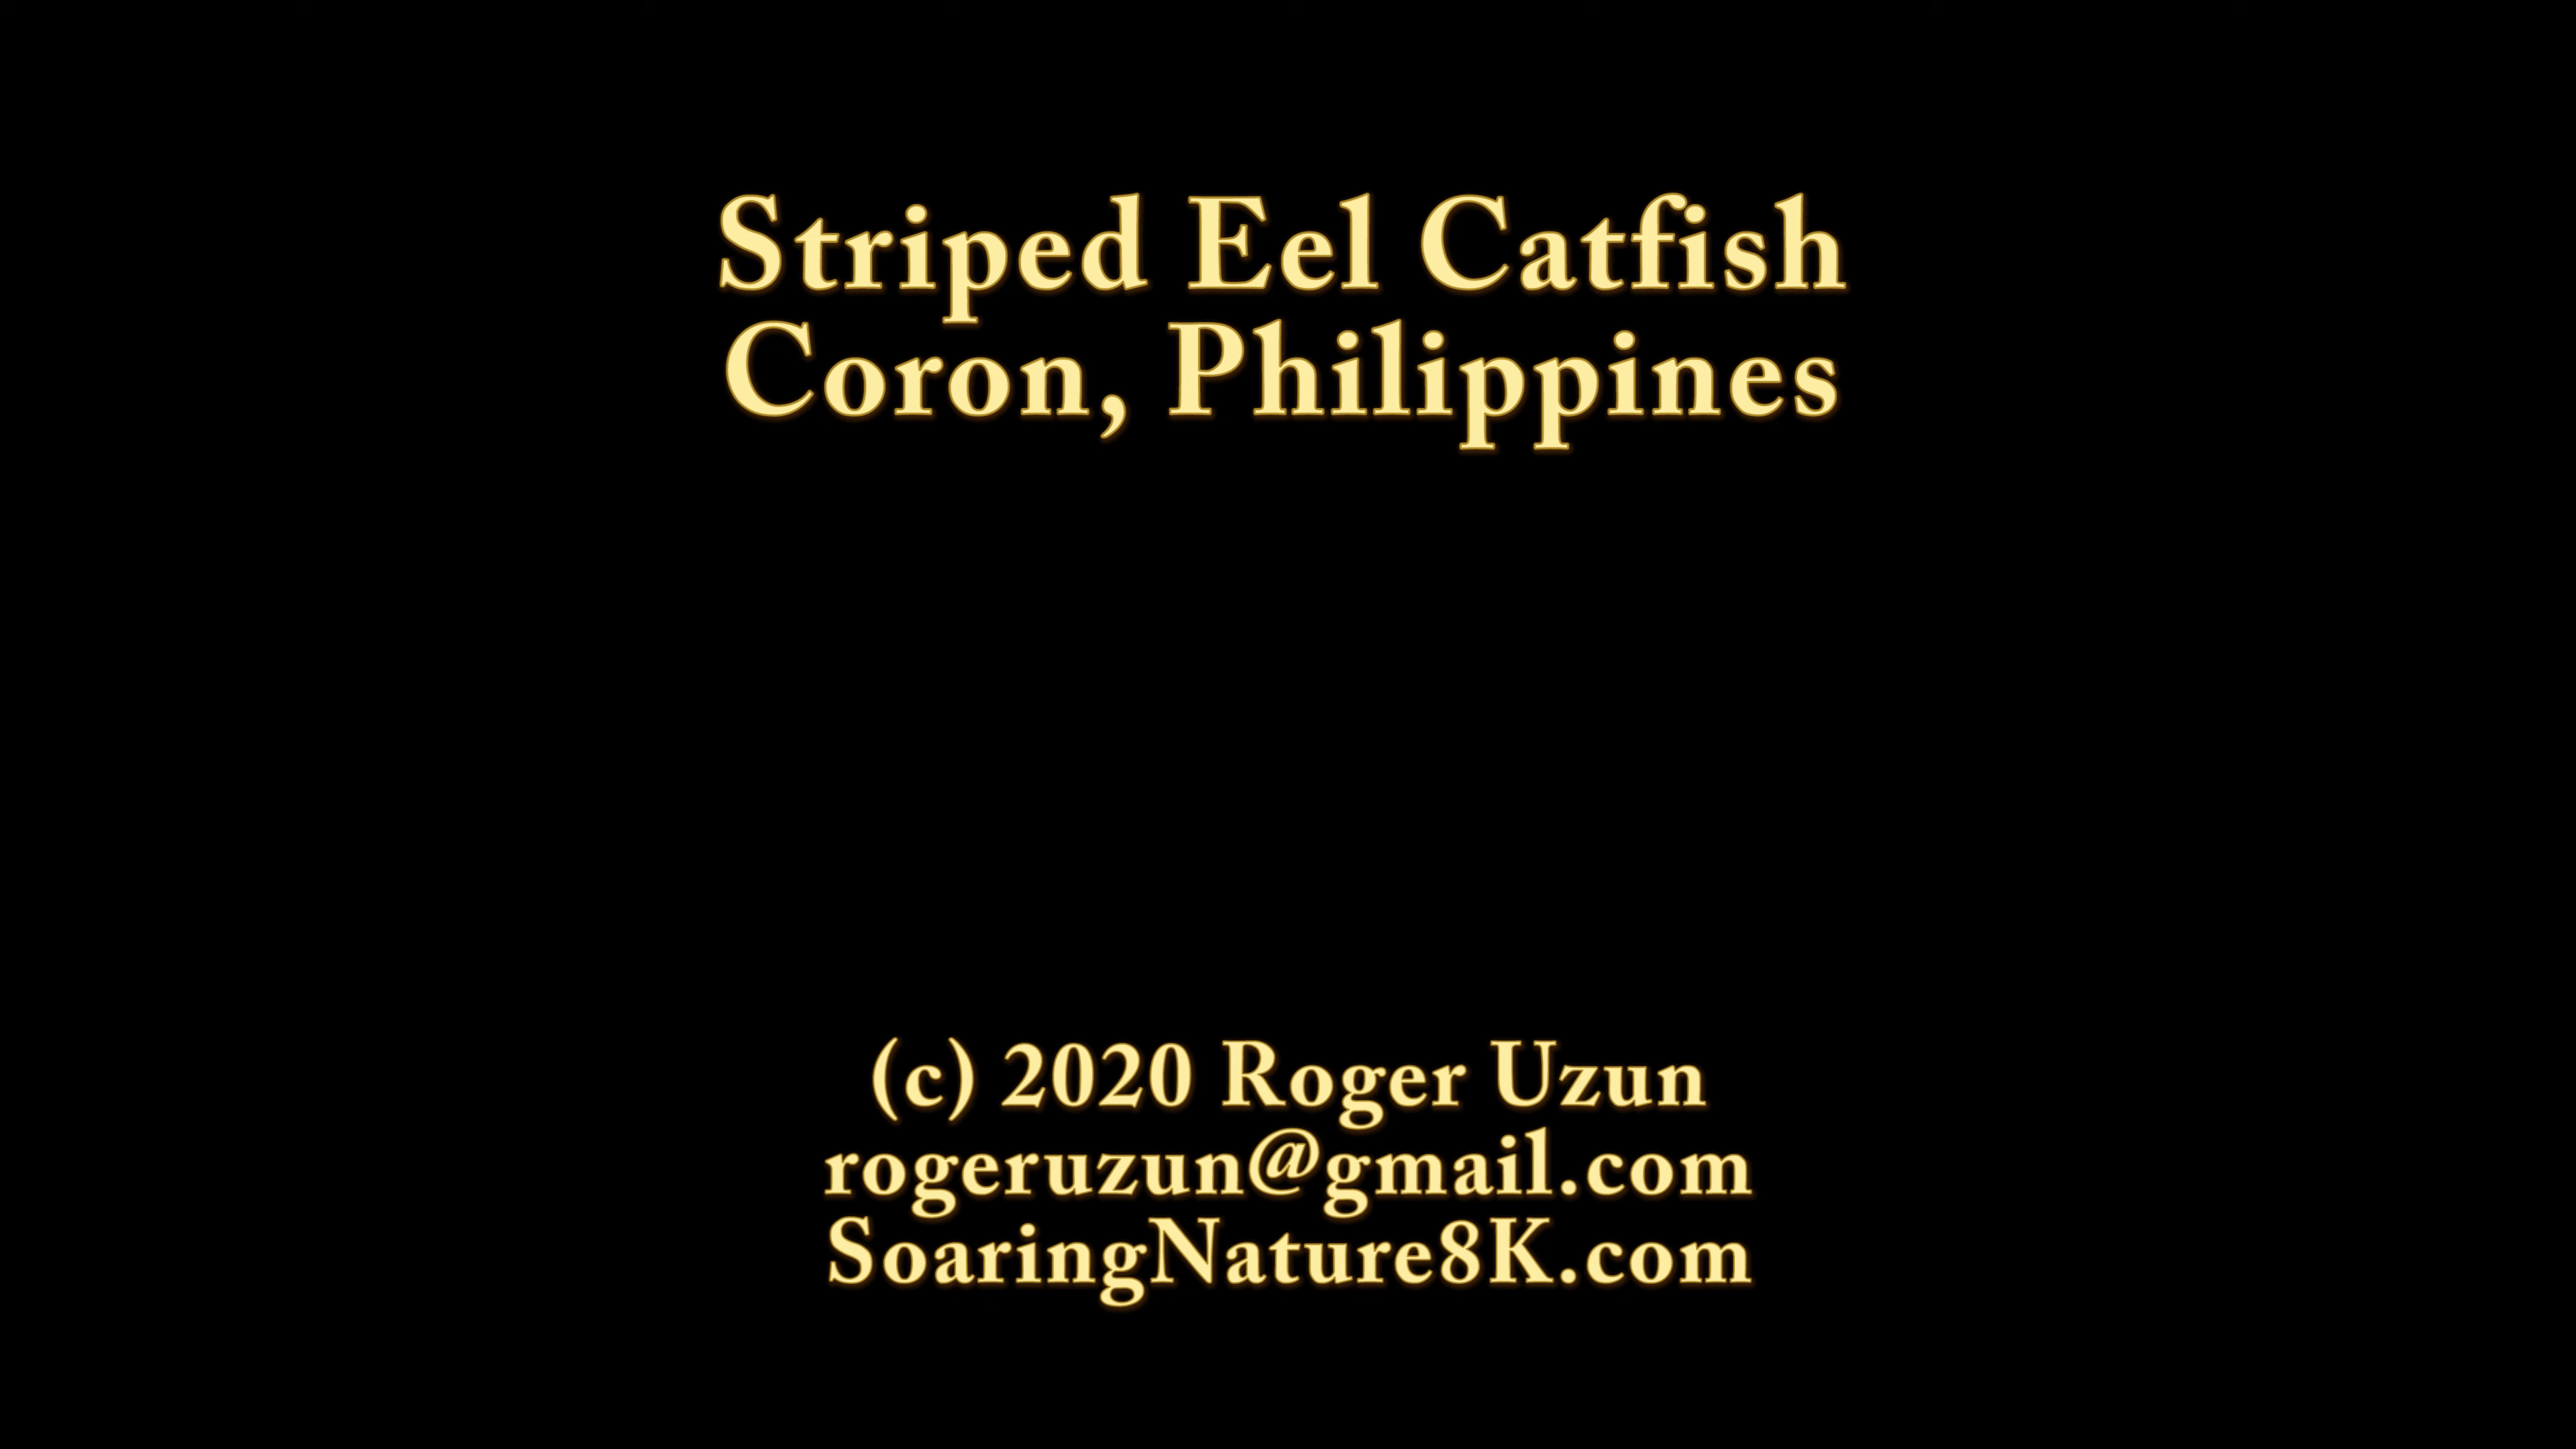 Striped Eel Catfish
Coron, Philippines
(c) 2020 Roger Uzun
rogeruzun@gmail.com
SoaringNature8K.com